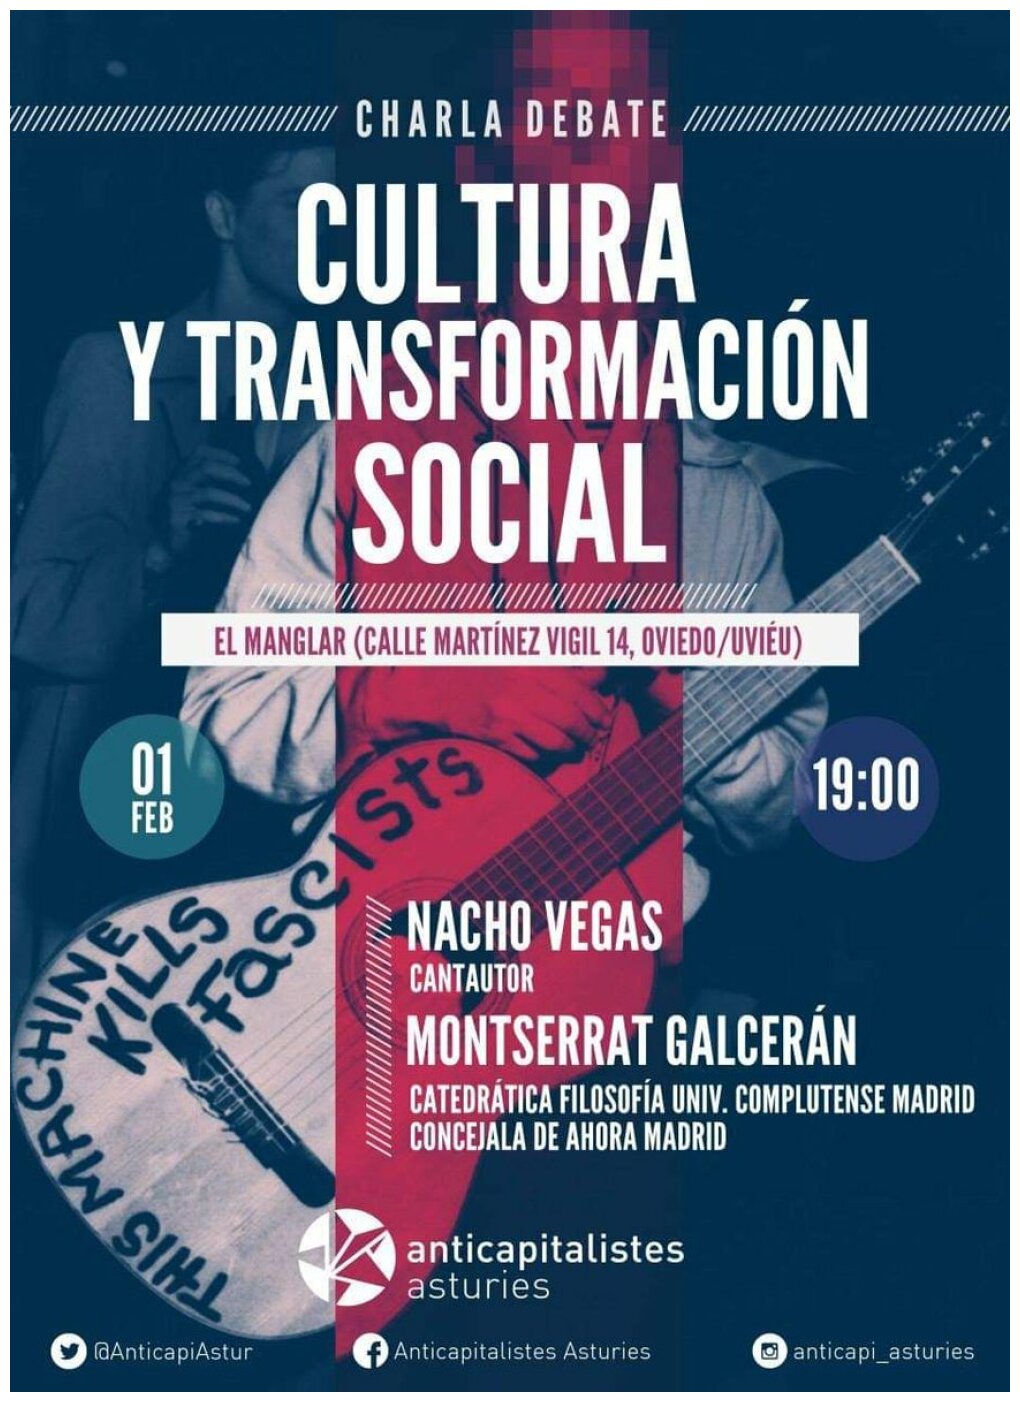 CHARLA DEBATE
CULTURA
Y TRANSFORMACIÓN
SOCIAL
EL MANGLAR (CALLE MARTÍNEZ VIGIL 14, OVIEDO/UVIÉU)
01
FEB
19:00
THIS MACHINE
KILLS
FasciSts
NACHO VEGAS
CANTAUTOR
MONTSERRAT GALCERÁN
CATEDRÁTICA FILOSOFÍA UNIV. COMPLUTENSE MADRID
CONCEJALA DE AHORA MADRID
anticapitalistes
asturies
@AnticapiAstur
Anticapitalistes Asturies
anticapi_asturies